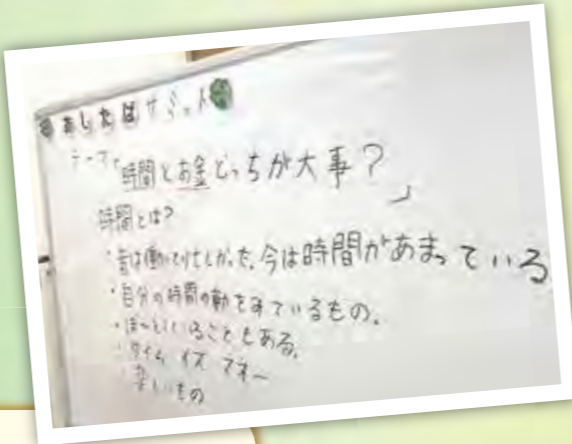 あしたばサミット
テーマ「時間とお金どっちが大事？」
時間とは？
・昔は働いてりしかった、今は時間があまっている
・自分の時間の動きをみているもの。
・ぼーとしていることもある。
・タイム イズ マネー
・楽しいもの